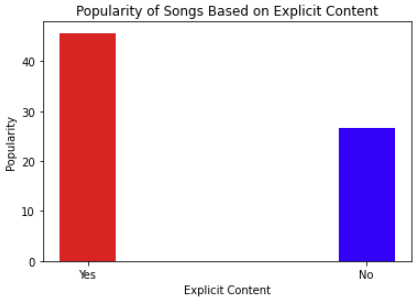 Popularity of Songs Based on Explicit Content
40
30
20
10
0
Popularity
Yes
No
Explicit Content